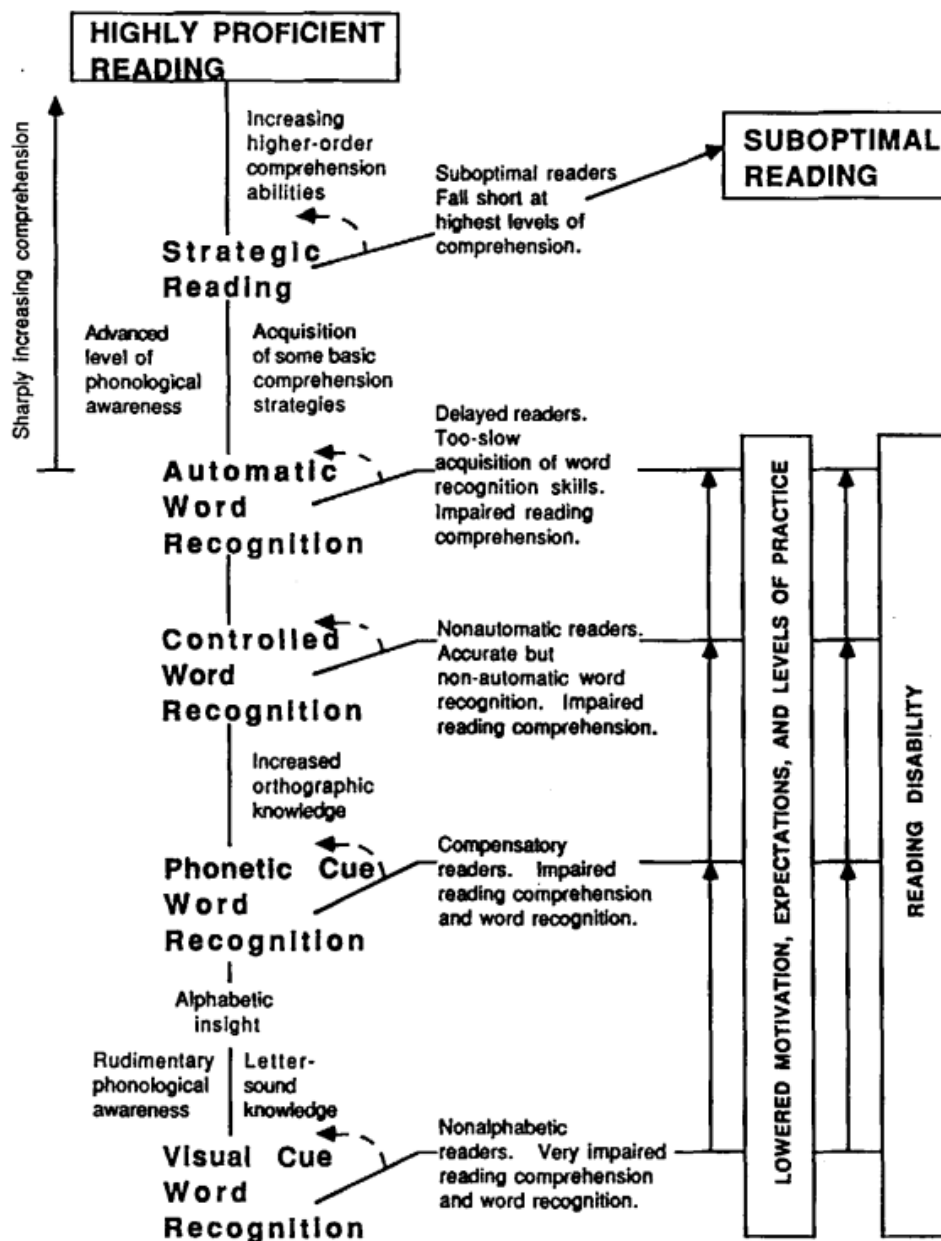 HIGHLY PROFICIENT
READING
Sharply increasing comprehension
Increasing
higher-order
comprehension
abilities
Suboptimal readers
Fall short at
highest levels of
comprehension.
SUBOPTIMAL
READING
Strategic
Reading
Advanced
level of
phonological
awareness
Acquisition
of some basic
comprehension
strategies
Delayed readers.
Too-slow
acquisition of word
recognition skills.
Impaired reading
comprehension.
Automatic
Word
Recognition
Controlled
Word
Recognition
Nonautomatic readers.
Accurate but
non-automatic word
recognition. Impaired
reading comprehension.
Increased
orthographic
knowledge
Phonetic Cue
Word
Recognition
Compensatory
readers. Impaired
reading comprehension
and word recognition.
Alphabetic
insight
Rudimentary
phonological
awareness
Letter-
sound
knowledge
Visual Cue
Word
Recognition
Nonalphabetic
readers. Very impaired
reading comprehension
and word recognition.
LOWERED MOTIVATION, EXPECTATIONS, AND LEVELS OF PRACTICE
READING DISABILITY